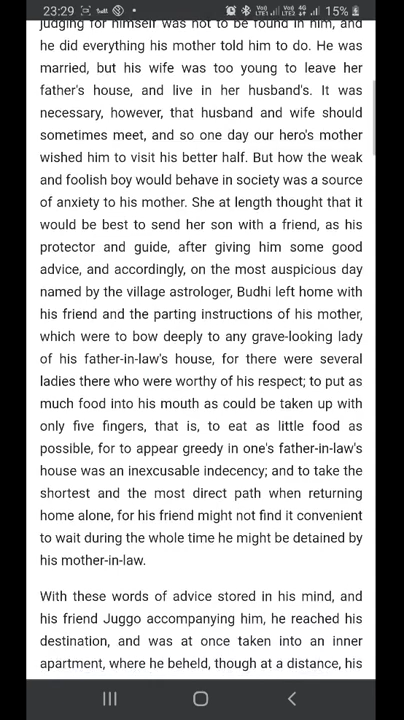 23:29
15%
judging for himself was not to be found in him, and
he did everything his mother told him to do. He was
married, but his wife was too young to leave her
father's house, and live in her husband's. It was
necessary, however, that husband and wife should
sometimes meet, and so one day our hero's mother
wished him to visit his better half. But how the weak
and foolish boy would behave in society was a source
of anxiety to his mother. She at length thought that it
would be best to send her son with a friend, as his
protector and guide, after giving him some good
advice, and accordingly, on the most auspicious day
named by the village astrologer, Budhi left home with
his friend and the parting instructions of his mother,
which were to bow deeply to any grave-looking lady
of his father-in-law's house, for there were several
ladies there who were worthy of his respect; to put as
much food into his mouth as could be taken up with
only five fingers, that is, to eat as little food as
possible, for to appear greedy in one's father-in-law's
house was an inexcusable indecency; and to take the
shortest and the most direct path when returning
home alone, for his friend might not find it convenient
to wait during the whole time he might be detained by
his mother-in-law.
With these words of advice stored in his mind, and
his friend Juggo accompanying him, he reached his
destination, and was at once taken into an inner
apartment, where he beheld, though at a distance, his